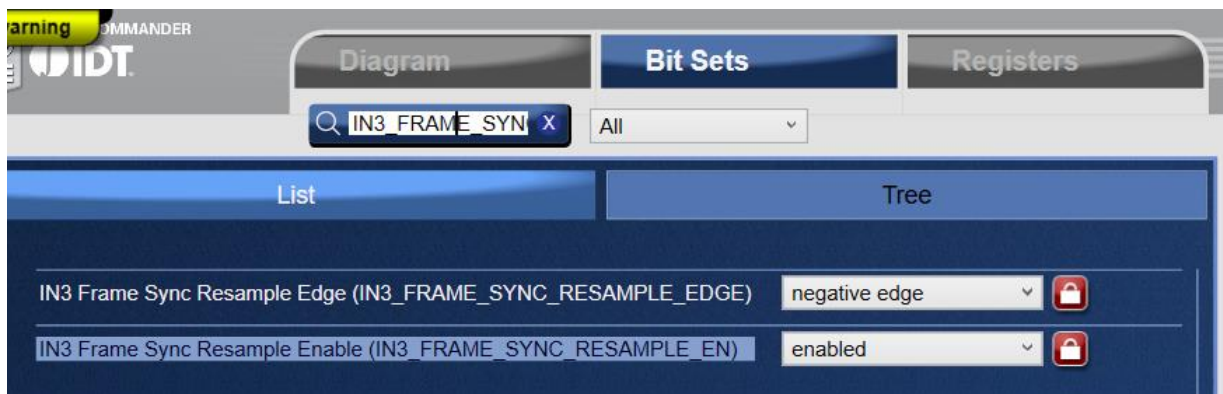 arning
OMMANDER
IDT
Diagram
Bit Sets
Registers
IN3_FRAME_SYN
X
All
List
Tree
IN3 Frame Sync Resample Edge (IN3_FRAME_SYNC_RESAMPLE_EDGE)
negative edge
IN3 Frame Sync Resample Enable (IN3_FRAME_SYNC_RESAMPLE_EN)
enabled